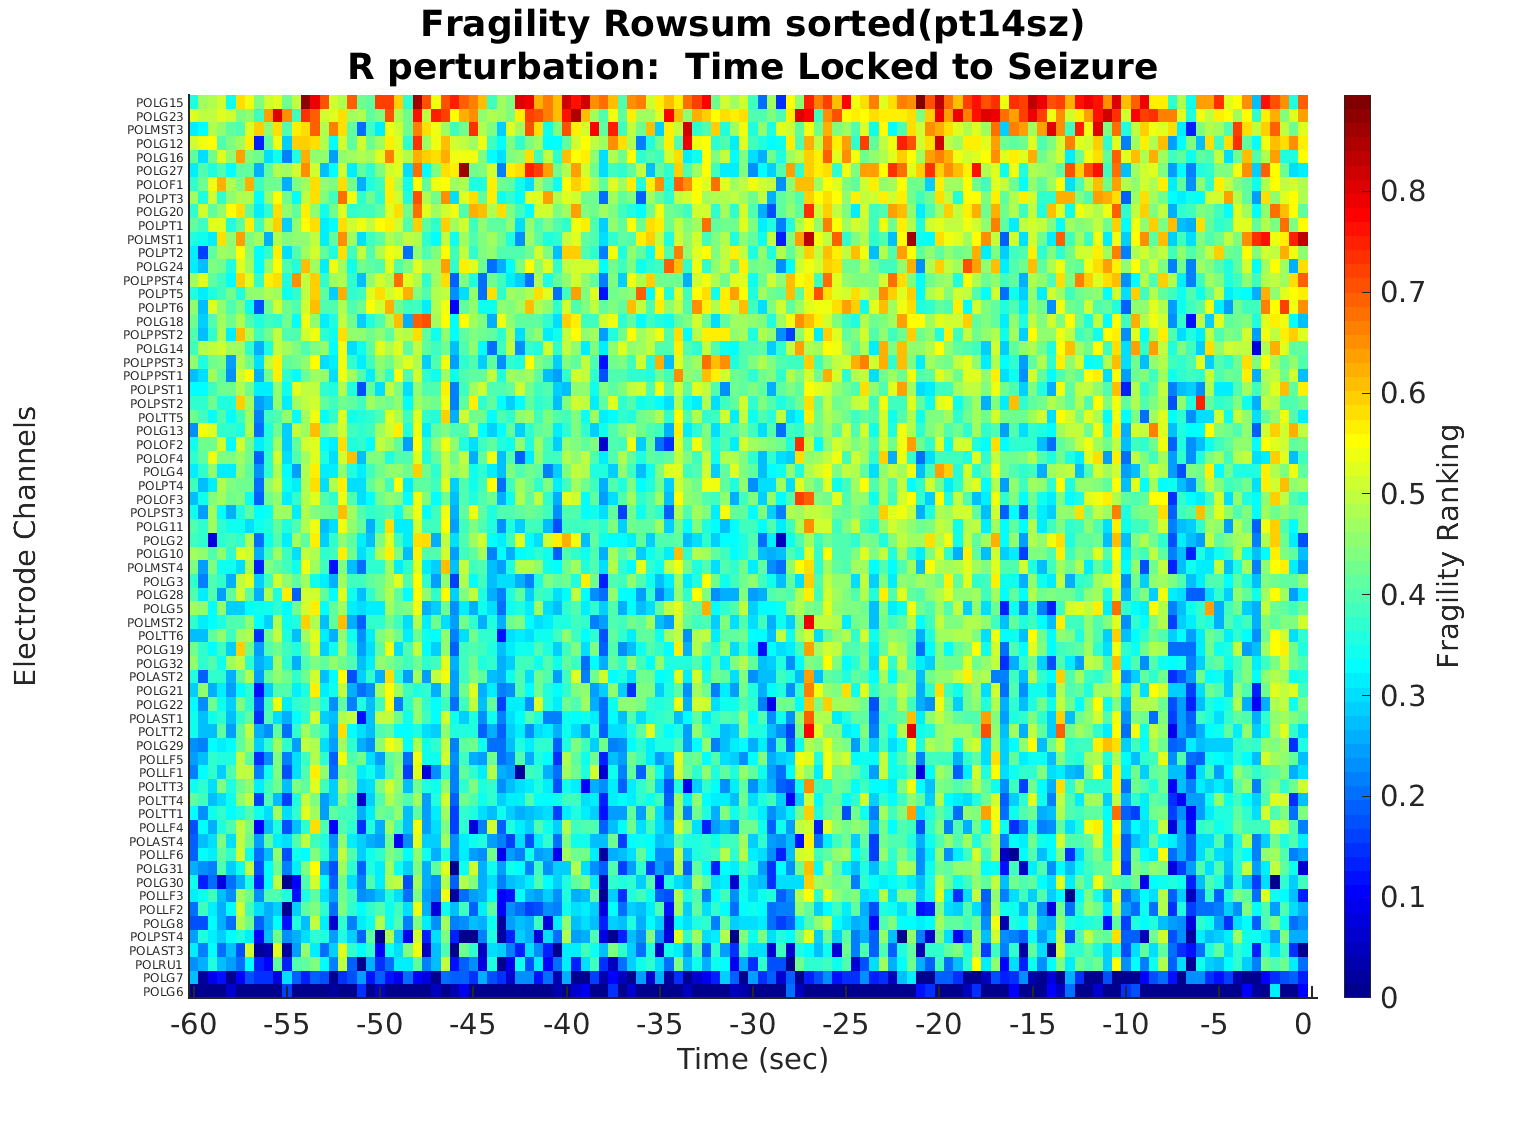 Fragility Rowsum sorted(pt14sz)
R perturbation:  Time Locked to Seizure
Electrode Channels
POLG15
POLG23
POLMST3
POLG12
POLG16
POLG27
POLOF1
POLPT3
POLG20
POLPT1
POLMST1
POLPT2
POLG24
POLPPST4
POLPT5
POLPT6
POLG18
POLPPST2
POLG14
POLPPST3
POLPPST1
POLPST1
POLPST2
POLTT5
POLG13
POLOF2
POLOF4
POLG4
POLPT4
POLOF3
POLPST3
POLG11
POLG2
POLG10
POLMST4
POLG3
POLG28
POLG5
POLMST2
POLTT6
POLG19
POLG32
POLAST2
POLG21
POLG22
POLAST1
POLTT2
POLG29
POLLF5
POLLF1
POLTT3
POLTT4
POLTT1
POLLF4
POLAST4
POLLF6
POLG31
POLG30
POLLF3
POLLF2
POLG8
POLPST4
POLAST3
POLRU1
POLG7
POLG6
-60 -55 -50 -45 -40 -35 -30 -25 -20 -15 -10 -5 0
Time (sec)
0.8
0.7
0.6
0.5
0.4
0.3
0.2
0.1
0
Fragility Ranking